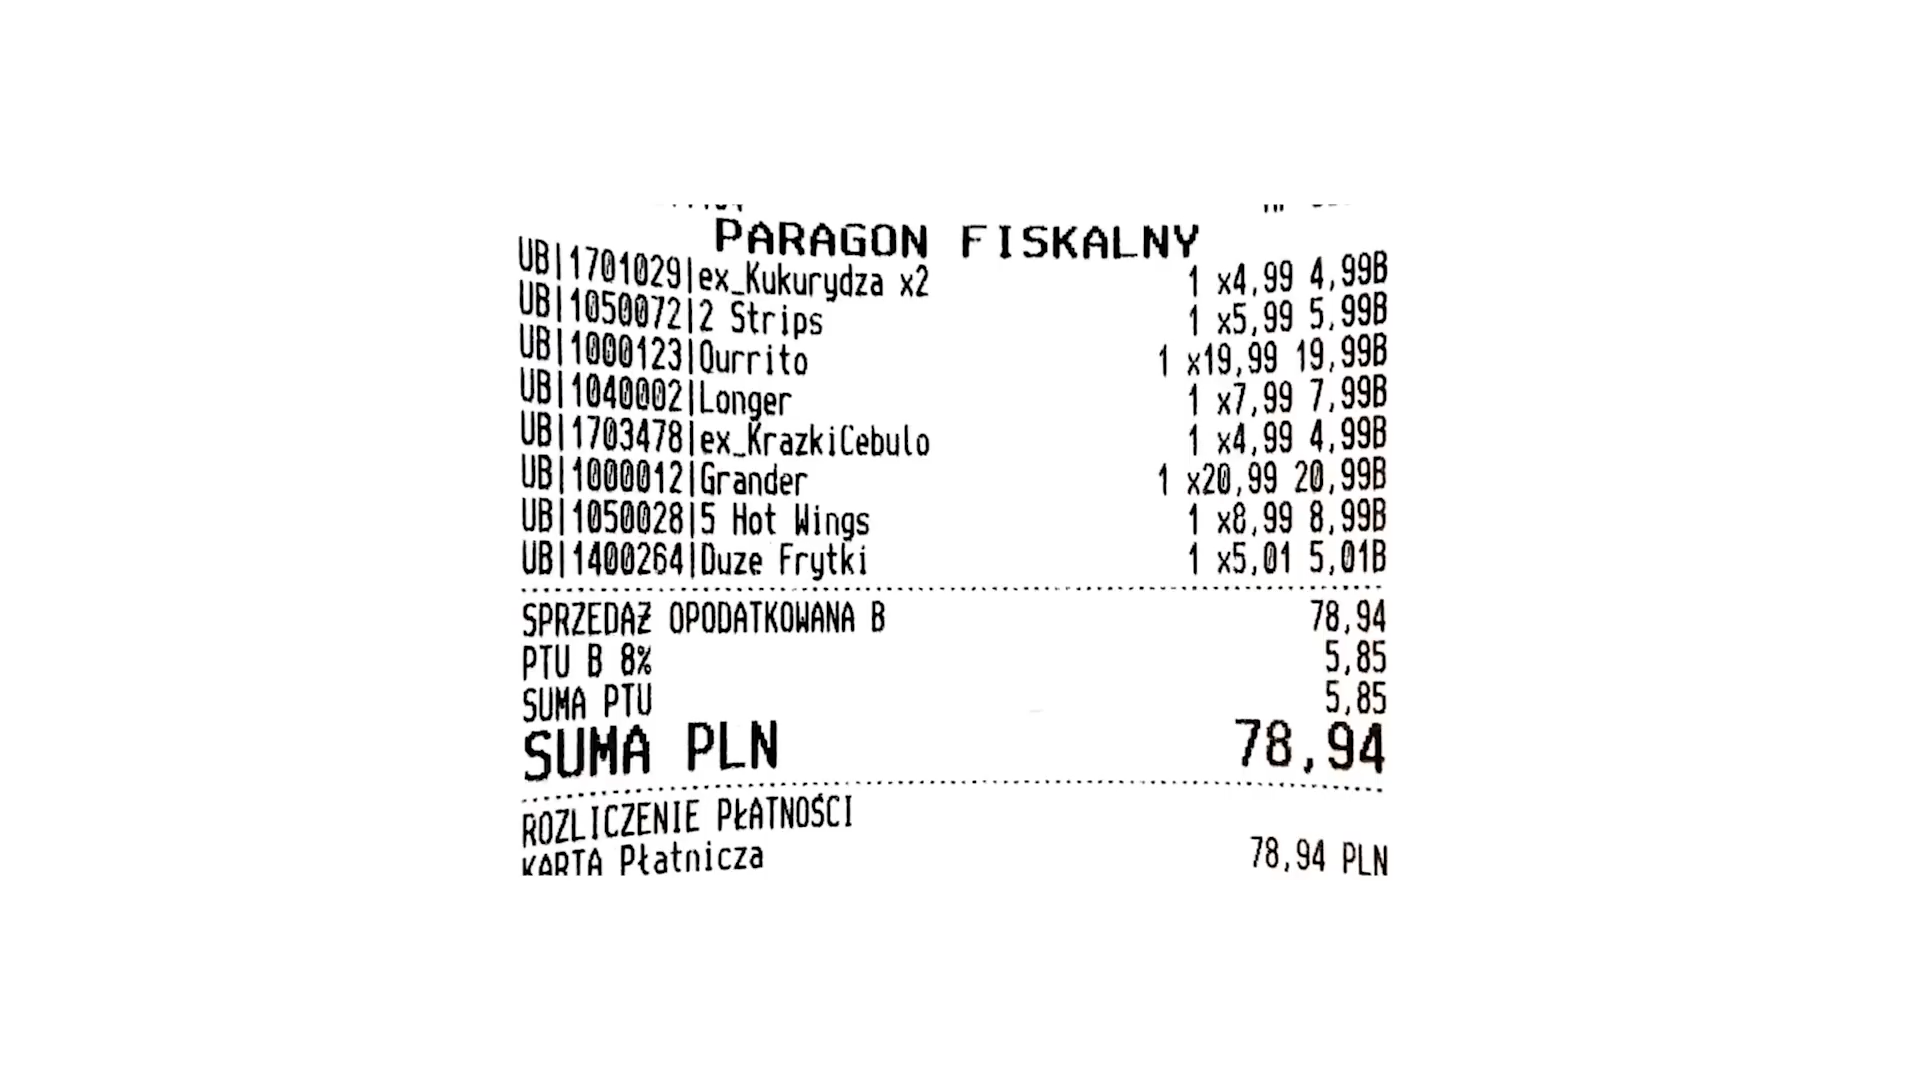 PARAGON FISKALNY
UB|1701029|ex_Kukurydza x2 1 x4,99 4,99B
UB|1050072|2 Strips 1 x5,99 5,99B
UB|1000123|Qurrito 1 x19,99 19,99B
UB|1040002|Longer 1 x7,99 7,99B
UB|1703478|ex_KrazkiCebulo 1 x4,99 4,99B
UB|1000012|Grander 1 x20,99 20,99B
UB|1050028|5 Hot Wings 1 x8,99 8,99B
UB|1400264|Duze Frytki 1 x5,01 5,01B
SPRZEDAŻ OPODATKOWANA B 78,94
PTU B 8% 5,85
SUMA PTU 5,85
SUMA PLN 78,94
ROZLICZENIE PŁATNOŚCI
KARTA Płatnicza 78,94 PLN